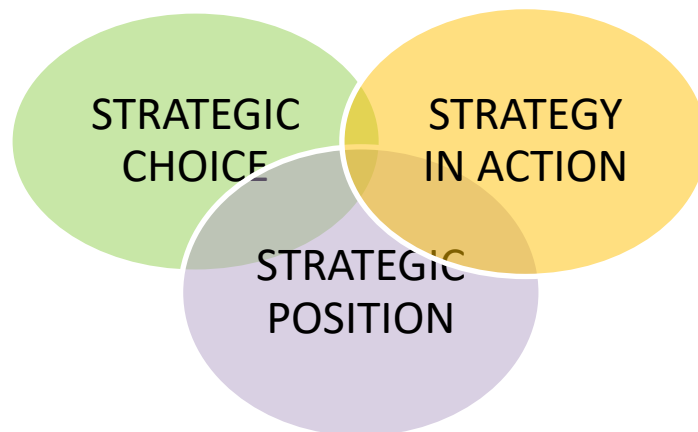 STRATEGIC
CHOICE
STRATEGY
IN ACTION
STRATEGIC
POSITION